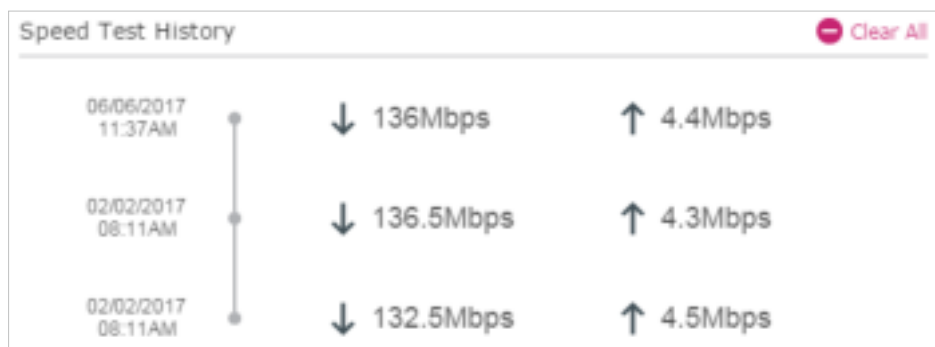 Speed Test History
Clear All
06/06/2017
11:37AM
↓ 136Mbps ↑ 4.4Mbps
02/02/2017
08:11AM
↓ 136.5Mbps ↑ 4.3Mbps
02/02/2017
08:11AM
↓ 132.5Mbps ↑ 4.5Mbps